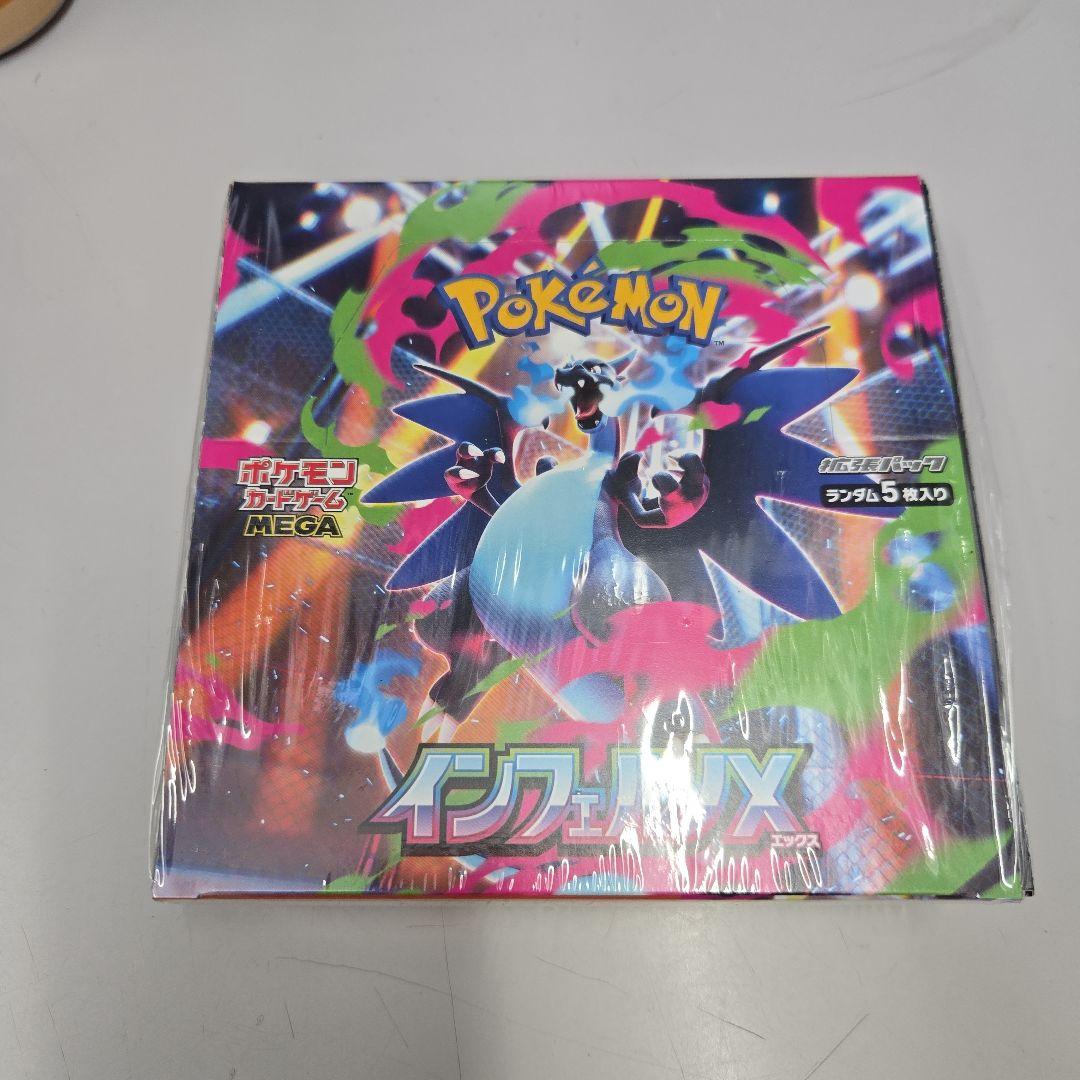 POKéMON
TM
ポケモン
カードゲーム
MEGA
拡張パック
ランダム5枚入り
インフェルノX
エックス